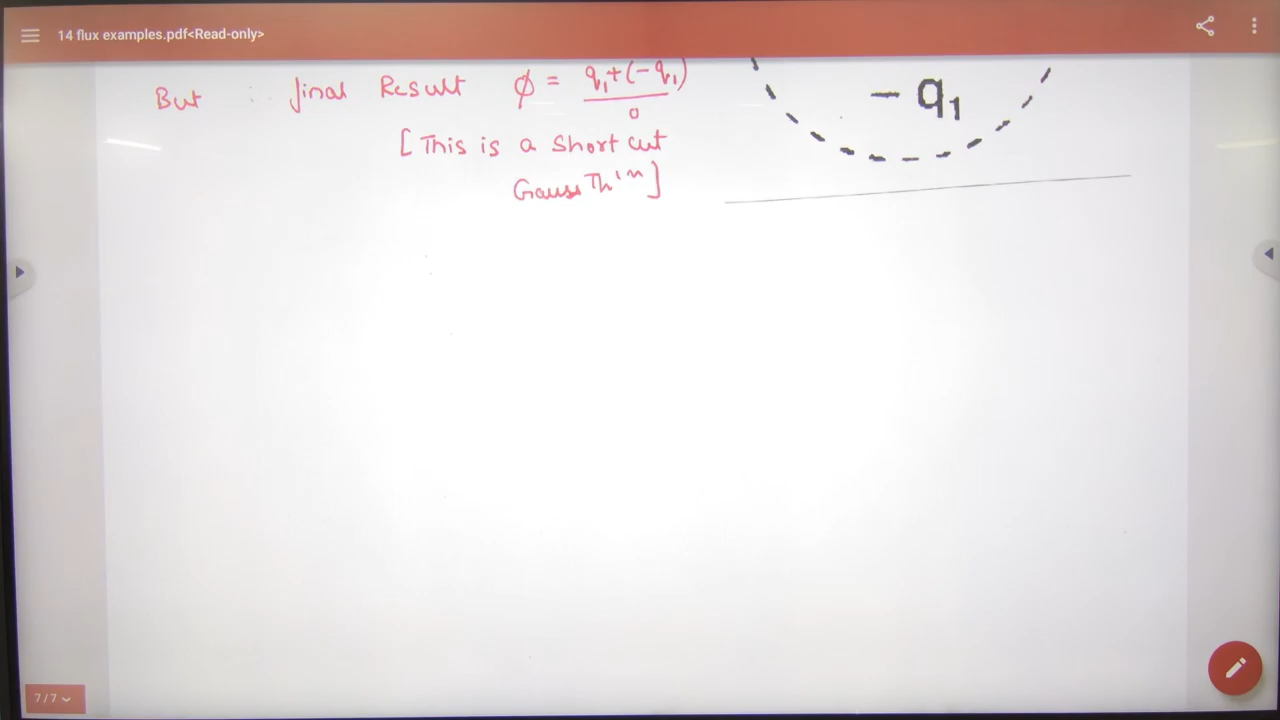 14 flux examples.pdf<Read-only>
But final Result ϕ = q₁+(-q₁)
0
[This is a short cut
Gauss Th'm]
- q₁
7/7